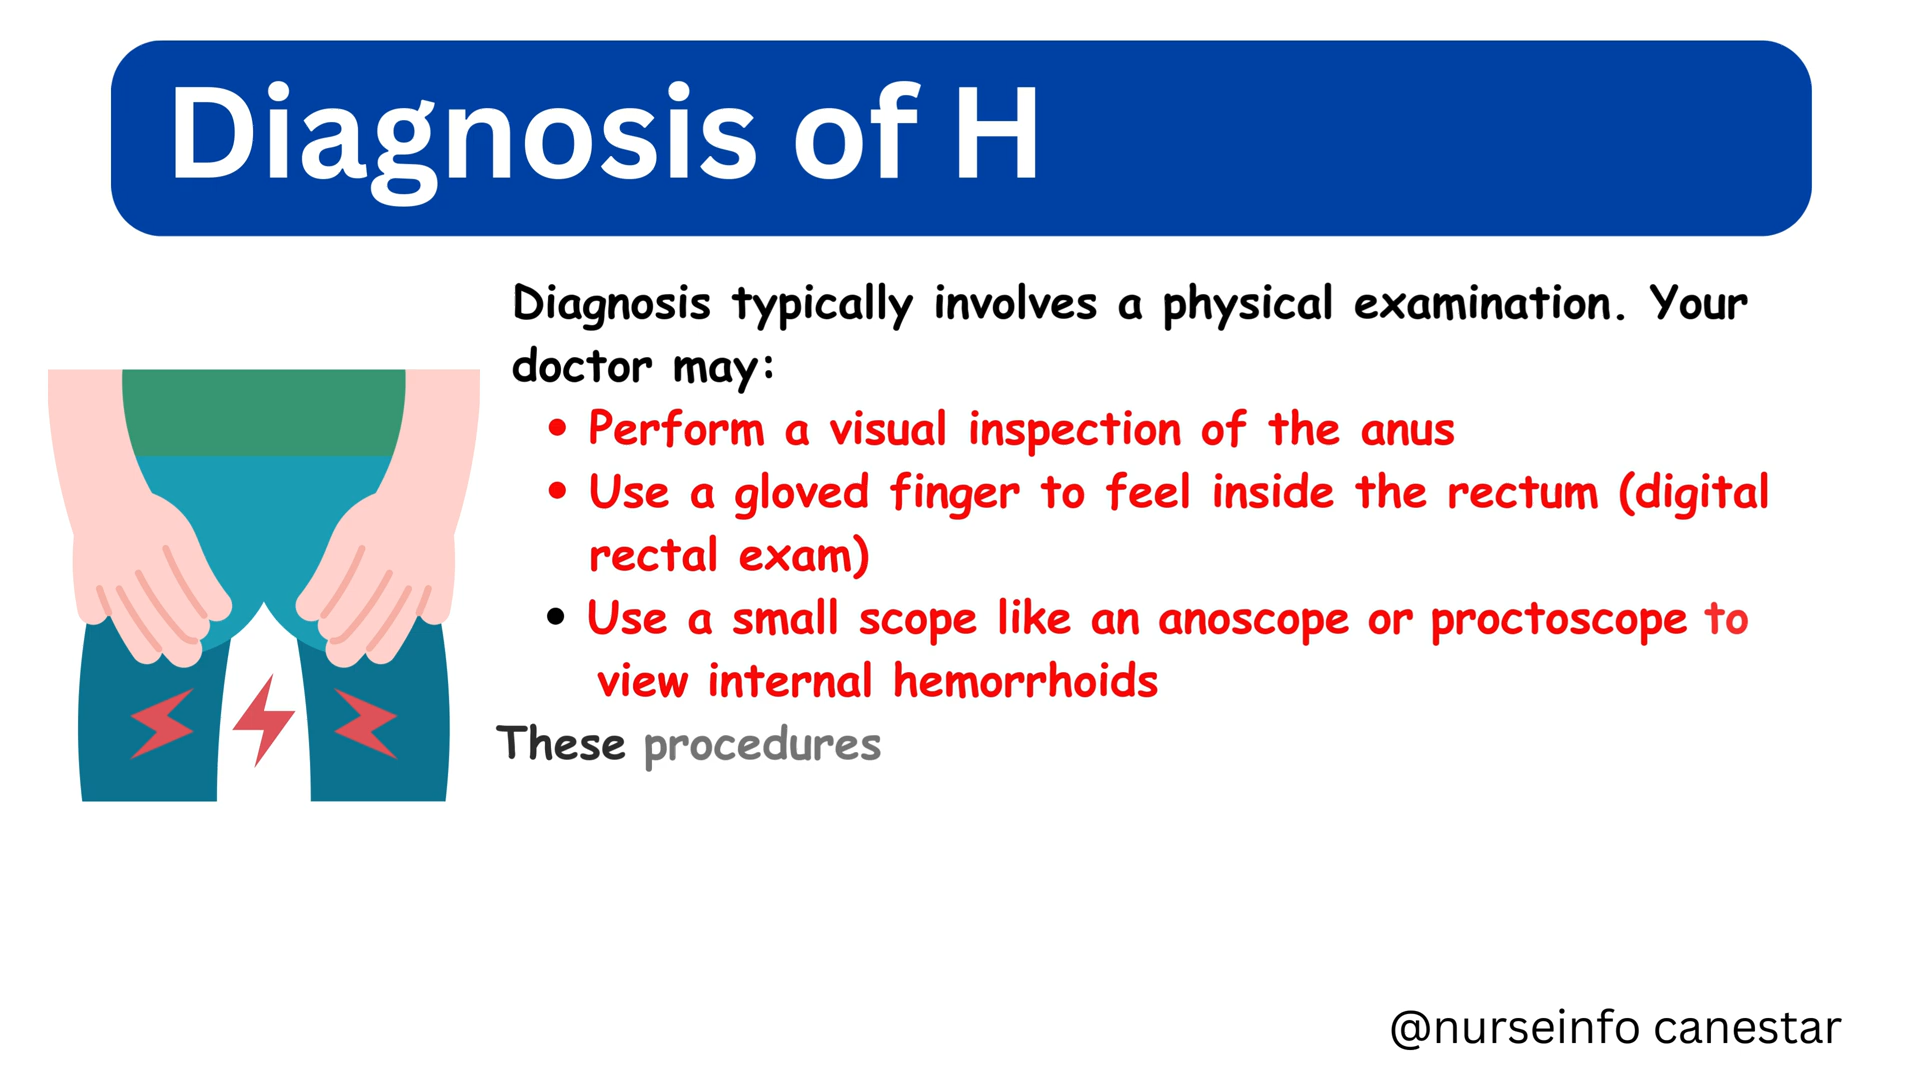 Diagnosis of H
Diagnosis typically involves a physical examination. Your
doctor may:
• Perform a visual inspection of the anus
• Use a gloved finger to feel inside the rectum (digital
rectal exam)
• Use a small scope like an anoscope or proctoscope to
view internal hemorrhoids
These procedures
@nurseinfo canestar